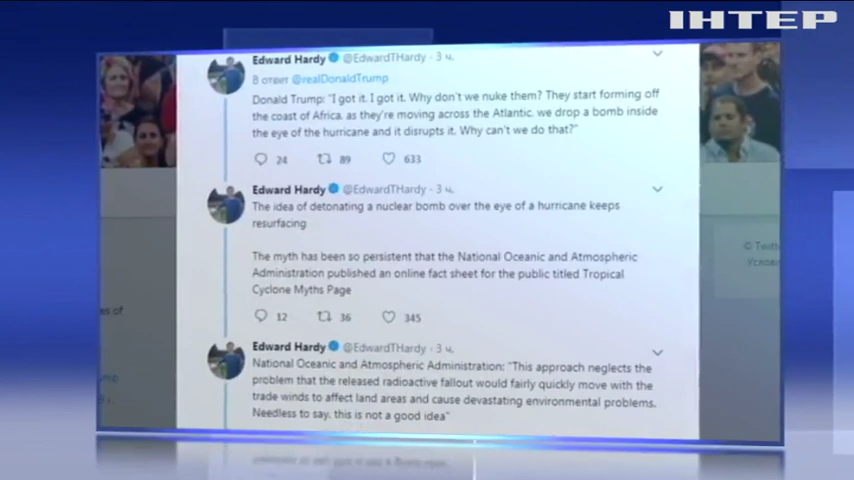 ІНТЕР
Edward Hardy @EdwardTHardy · 3 ч.
В ответ @realDonaldTrump
Donald Trump: "I got it. I got it. Why don't we nuke them? They start forming off
the coast of Africa, as they're moving across the Atlantic, we drop a bomb inside
the eye of the hurricane and it disrupts it. Why can't we do that?"
24 89 633
Edward Hardy @EdwardTHardy · 3 ч.
The idea of detonating a nuclear bomb over the eye of a hurricane keeps
resurfacing
The myth has been so persistent that the National Oceanic and Atmospheric
Administration published an online fact sheet for the public titled Tropical
Cyclone Myths Page
12 36 345
Edward Hardy @EdwardTHardy · 3 ч.
National Oceanic and Atmospheric Administration: "This approach neglects the
problem that the released radioactive fallout would fairly quickly move with the
trade winds to affect land areas and cause devastating environmental problems.
Needless to say, this is not a good idea"